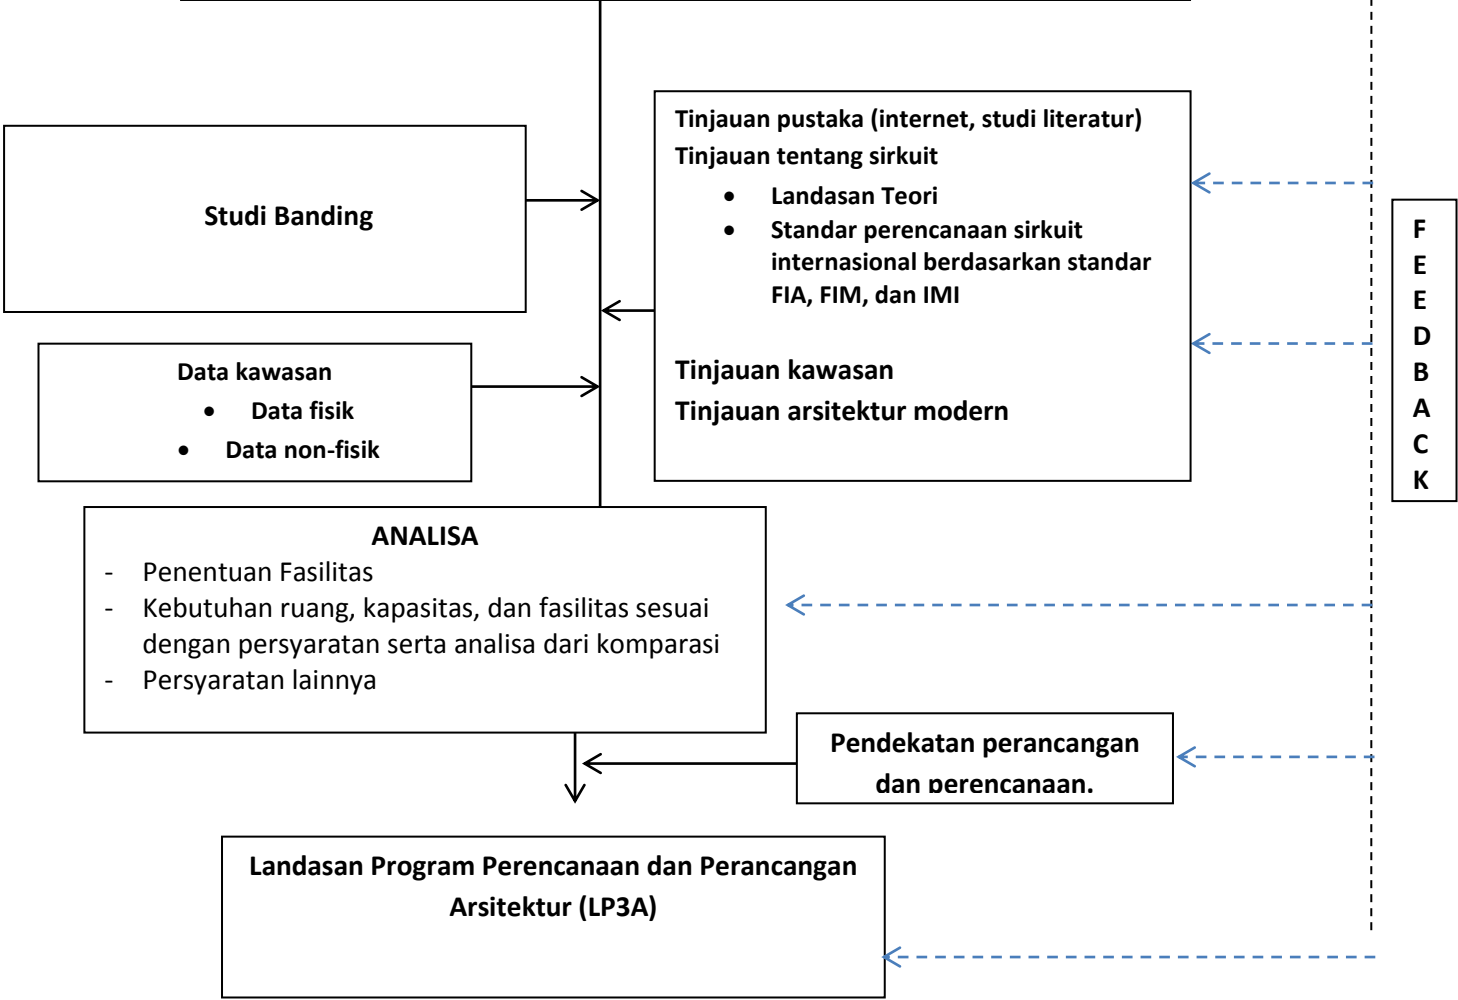 Tinjauan pustaka (internet, studi literatur)
Tinjauan tentang sirkuit
• Landasan Teori
• Standar perencanaan sirkuit
internasional berdasarkan standar
FIA, FIM, dan IMI
Tinjauan kawasan
Tinjauan arsitektur modern
Studi Banding
Data kawasan
• Data fisik
• Data non-fisik
F
E
E
D
B
A
C
K
ANALISA
- Penentuan Fasilitas
- Kebutuhan ruang, kapasitas, dan fasilitas sesuai
dengan persyaratan serta analisa dari komparasi
- Persyaratan lainnya
Pendekatan perancangan
dan perencanaan.
Landasan Program Perencanaan dan Perancangan
Arsitektur (LP3A)